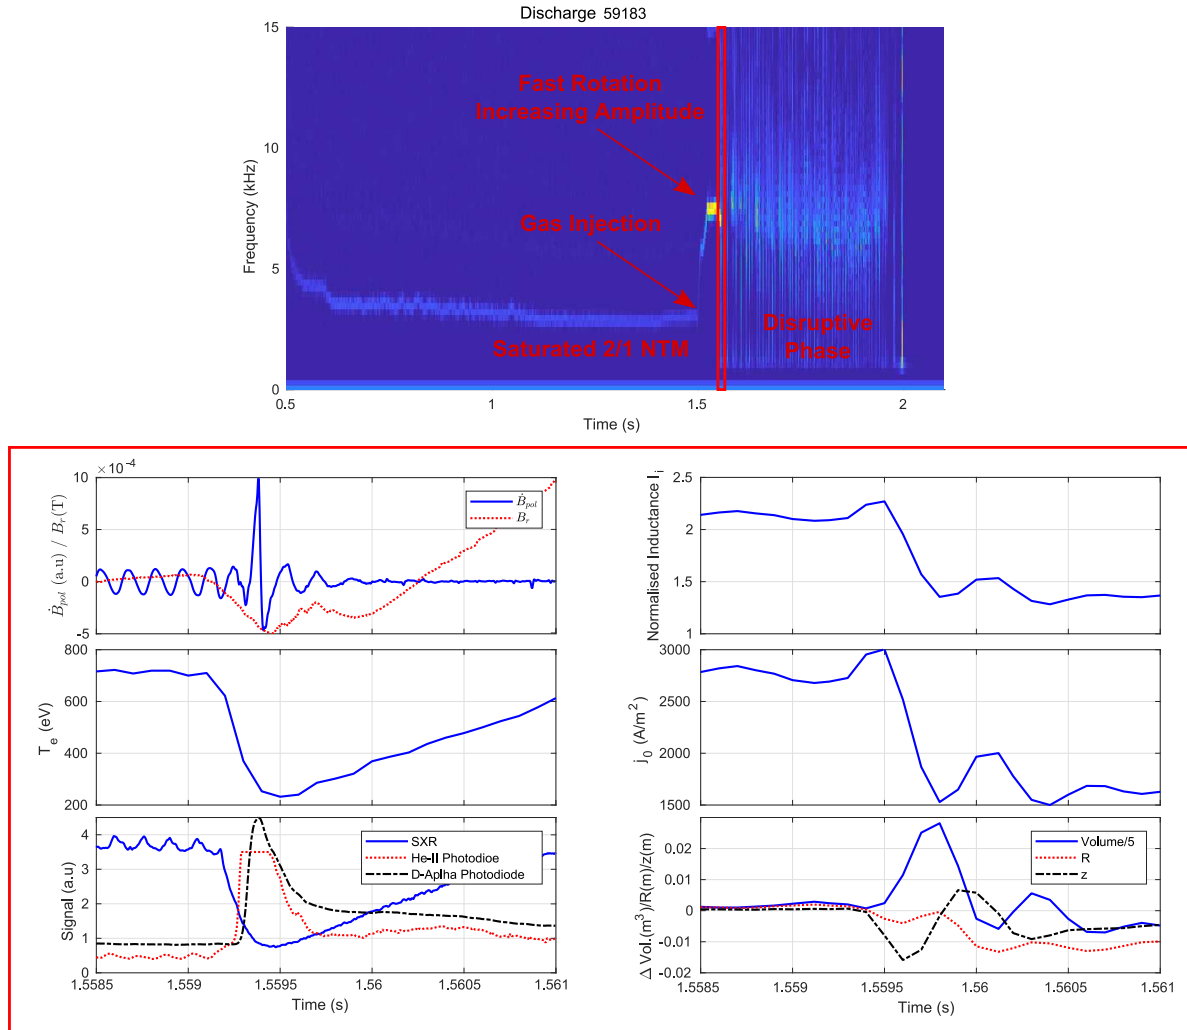 Discharge 59183
15
10
5
0
Frequency (kHz)
Fast Rotation
Increasing Amplitude
Gas Injection
Saturated 2/1 NTM
Disruptive
Phase
0.5
1
1.5
2
Time (s)
×10⁻⁴
10
5
0
-5
Ḃpol (a.u) / Br(T)
Ḃpol
Br
800
600
400
200
Te (eV)
4
3
2
1
0
Signal (a.u)
SXR
He-II Photodioe
D-Aplha Photodiode
1.5585
1.559
1.5595
1.56
1.5605
1.561
Time (s)
2.5
2
1.5
1
Normalised Inductance li
3000
2000
1500
j0 (A/m²)
0.02
0.01
0
-0.01
-0.02
Δ Vol.(m³)/R(m)/z(m)
Volume/5
R
z
1.5585
1.559
1.5595
1.56
1.5605
1.561
Time (s)